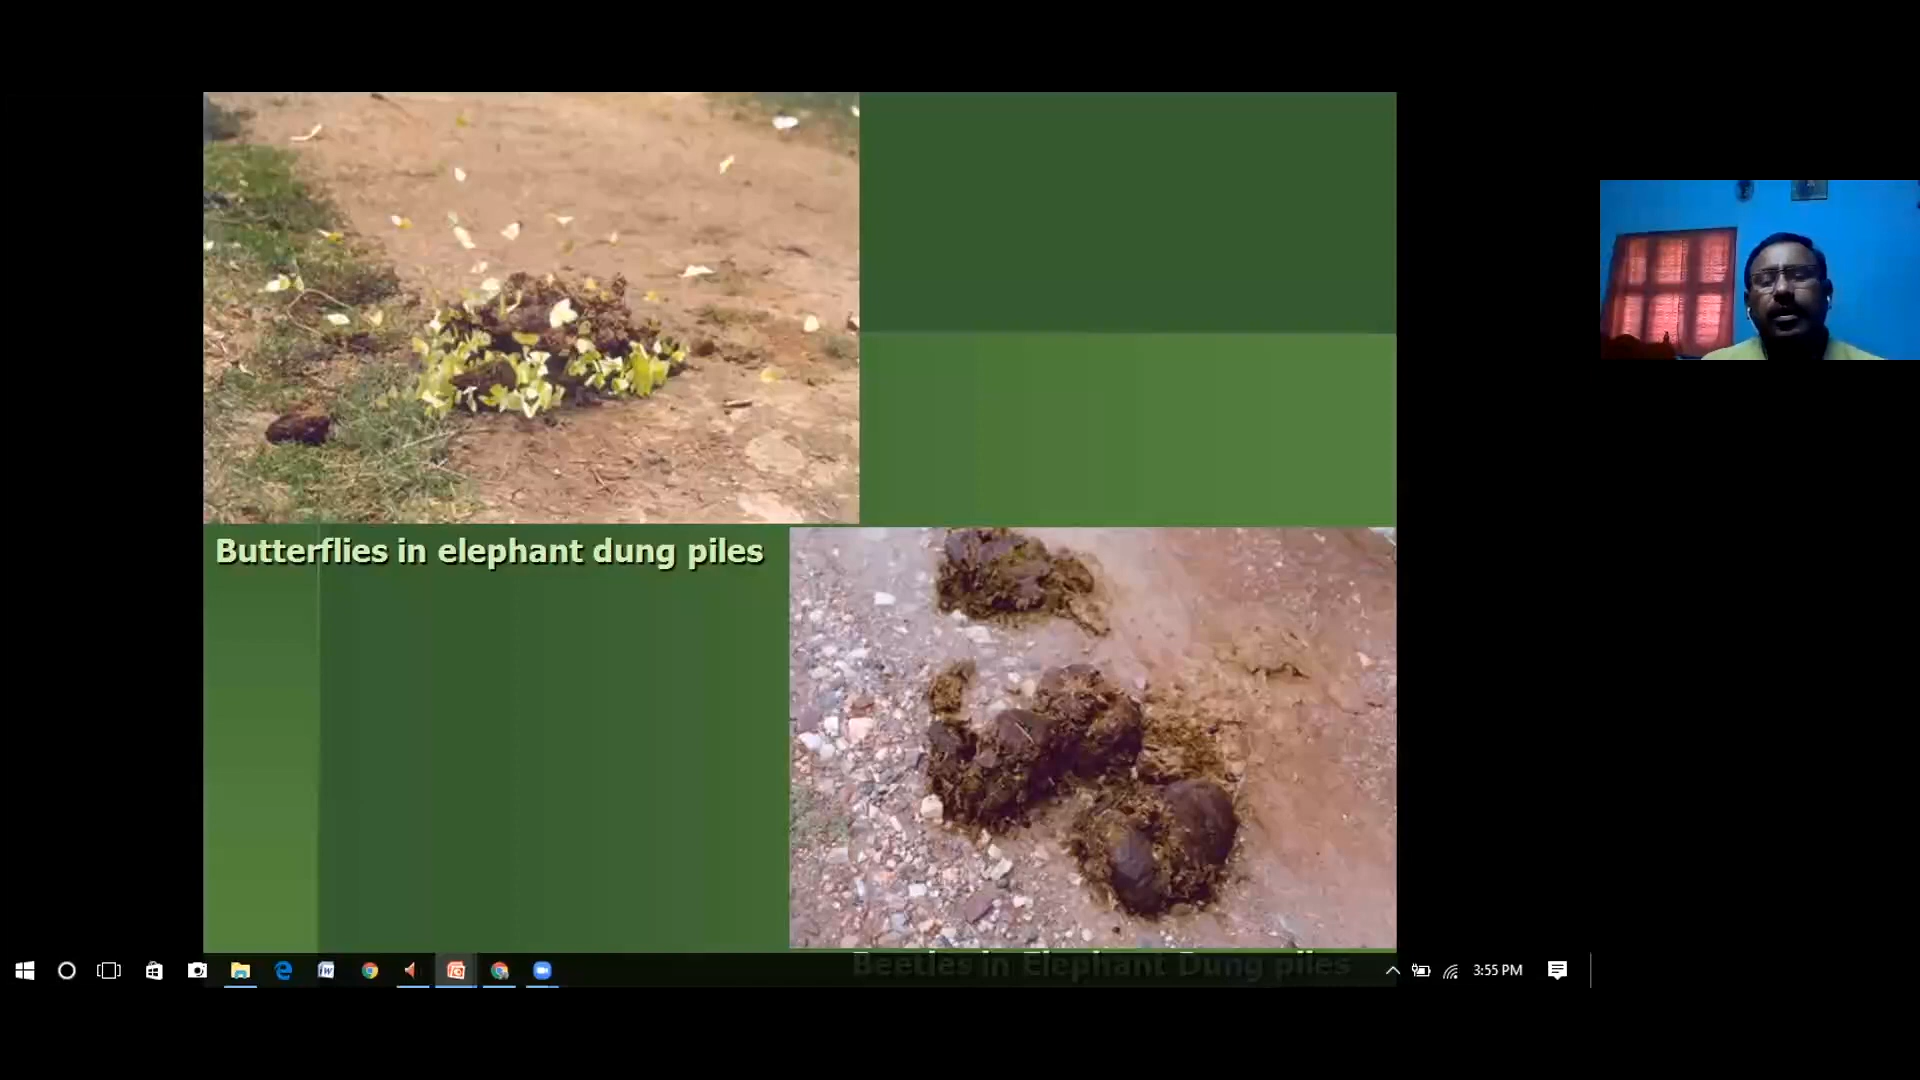 Butterflies in elephant dung piles
Beetles in Elephant Dung piles
3:55 PM